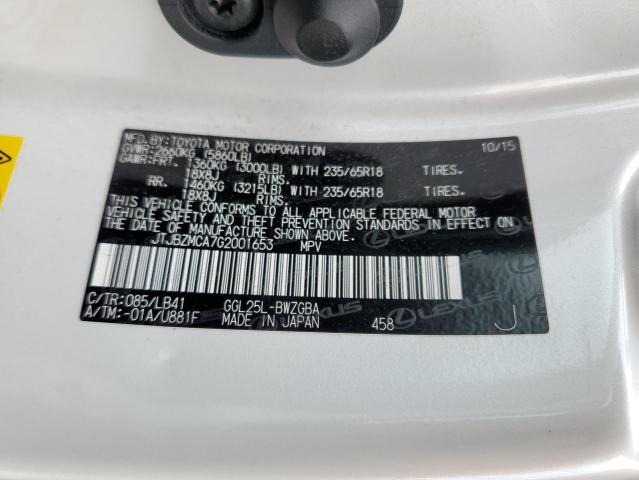 MFD.BY:TOYOTA MOTOR CORPORATION 10/15
GVWR:2660KG (5860LB)
GAWR:FRT. 1360KG (3000LB) WITH 235/65R18 TIRES.
18X8J RIMS.
RR. 1460KG (3215LB) WITH 235/65R18 TIRES.
18X8J RIMS.
THIS VEHICLE CONFORMS TO ALL APPLICABLE FEDERAL MOTOR
VEHICLE SAFETY AND THEFT PREVENTION STANDARDS IN EFFECT ON
THE DATE OF MANUFACTURE SHOWN ABOVE.
JTJBZMCA7G2001653 MPV
C/TR:085/LB41 GGL25L-BWZGBA
A/TM:-01A/U881F MADE IN JAPAN 458 J
LEXUS